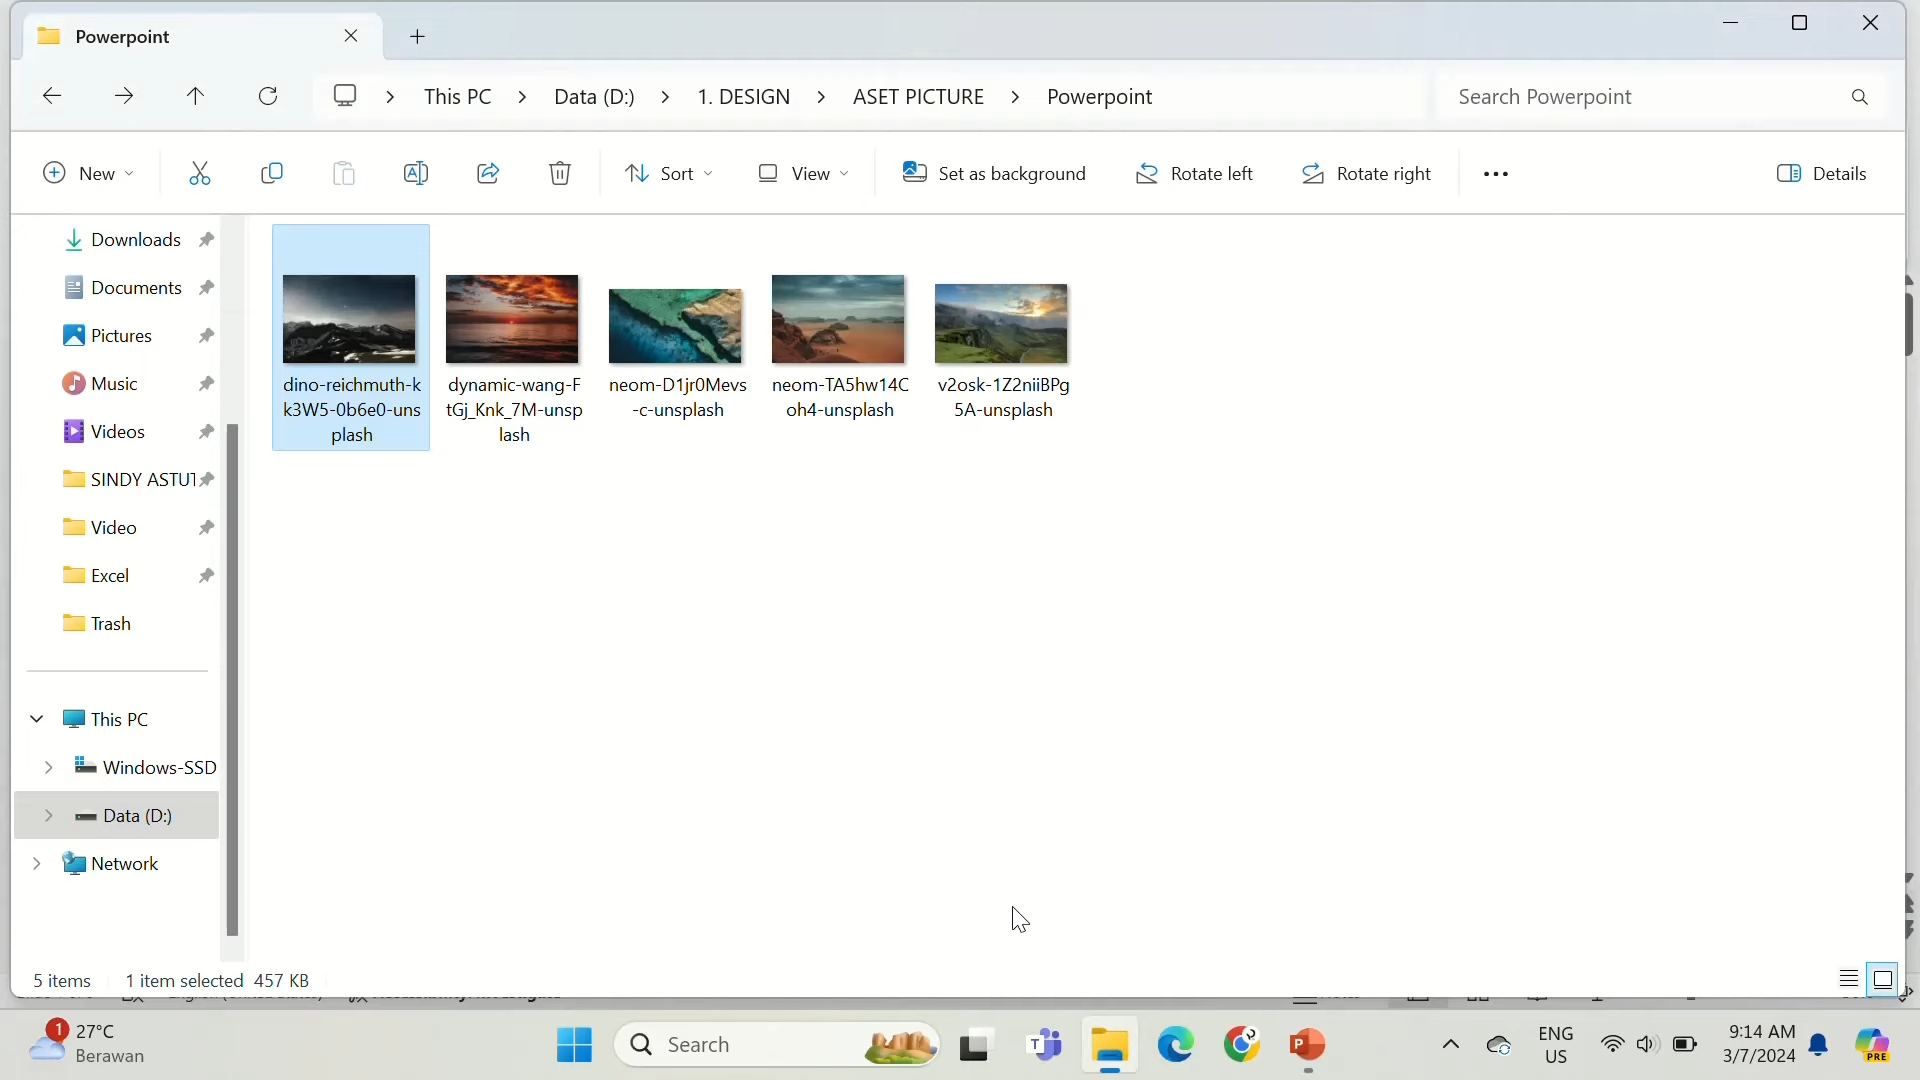 Powerpoint
This PC
Data (D:)
1. DESIGN
ASET PICTURE
Powerpoint
Search Powerpoint
New
Sort
View
Set as background
Rotate left
Rotate right
Details
Downloads
Documents
Pictures
Music
Videos
SINDY ASTUT
Video
Excel
Trash
This PC
Windows-SSD
Data (D:)
Network
dino-reichmuth-k
k3W5-0b6e0-uns
plash
dynamic-wang-F
tGj_Knk_7M-unsp
lash
neom-D1jr0Mevs
-c-unsplash
neom-TA5hw14C
oh4-unsplash
v2osk-1Z2niiBPg
5A-unsplash
5 items
1 item selected 457 KB
1
27°C
Berawan
Search
ENG
US
9:14 AM
3/7/2024
PRE